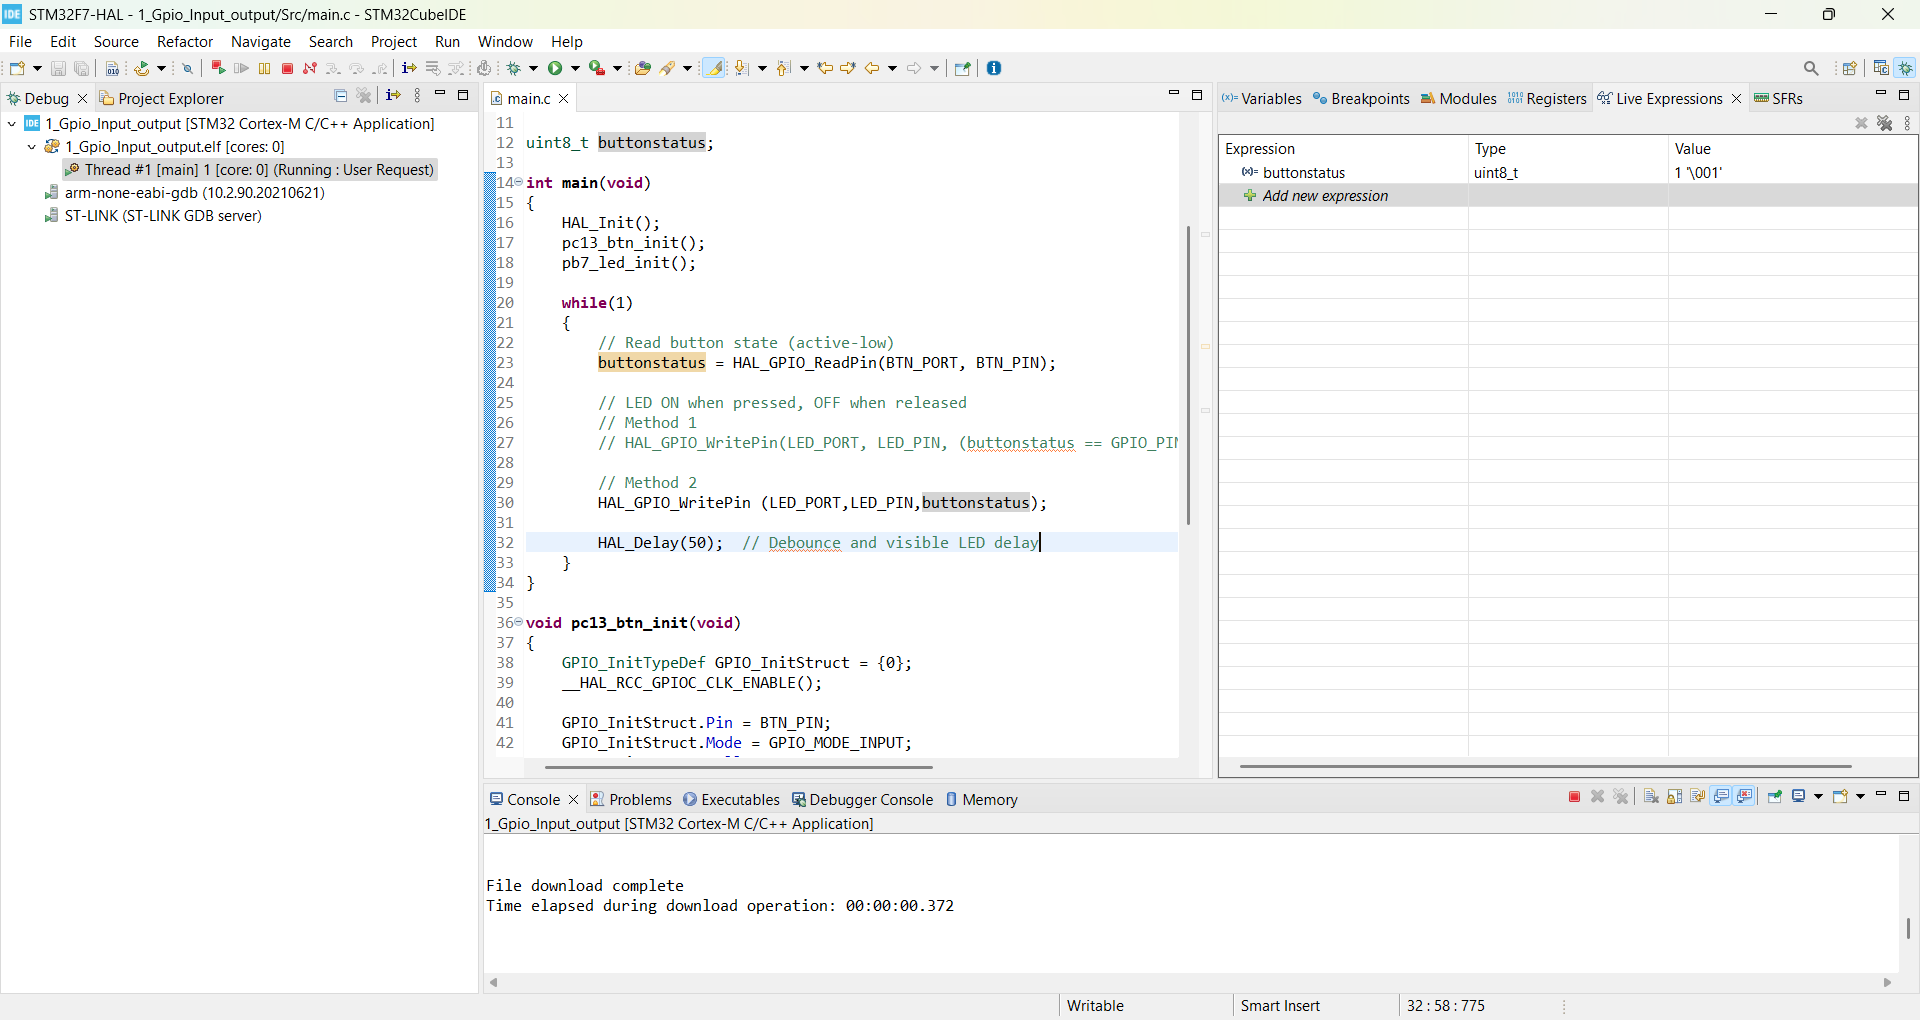 IDE STM32F7-HAL - 1_Gpio_Input_output/Src/main.c - STM32CubeIDE
File Edit Source Refactor Navigate Search Project Run Window Help
Debug Project Explorer
1_Gpio_Input_output [STM32 Cortex-M C/C++ Application]
1_Gpio_Input_output.elf [cores: 0]
Thread #1 [main] 1 [core: 0] (Running : User Request)
arm-none-eabi-gdb (10.2.90.20210621)
ST-LINK (ST-LINK GDB server)
main.c
11
12 uint8_t buttonstatus;
13
14 int main(void)
15 {
16 HAL_Init();
17 pc13_btn_init();
18 pb7_led_init();
19
20 while(1)
21 {
22 // Read button state (active-low)
23 buttonstatus = HAL_GPIO_ReadPin(BTN_PORT, BTN_PIN);
24
25 // LED ON when pressed, OFF when released
26 // Method 1
27 // HAL_GPIO_WritePin(LED_PORT, LED_PIN, (buttonstatus == GPIO_PIN
28
29 // Method 2
30 HAL_GPIO_WritePin (LED_PORT,LED_PIN,buttonstatus);
31
32 HAL_Delay(50); // Debounce and visible LED delay
33 }
34 }
35
36 void pc13_btn_init(void)
37 {
38 GPIO_InitTypeDef GPIO_InitStruct = {0};
39 __HAL_RCC_GPIOC_CLK_ENABLE();
40
41 GPIO_InitStruct.Pin = BTN_PIN;
42 GPIO_InitStruct.Mode = GPIO_MODE_INPUT;
Variables Breakpoints Modules Registers Live Expressions SFRs
Expression Type Value
buttonstatus uint8_t 1 '\001'
Add new expression
Console Problems Executables Debugger Console Memory
1_Gpio_Input_output [STM32 Cortex-M C/C++ Application]
File download complete
Time elapsed during download operation: 00:00:00.372
Writable Smart Insert 32 : 58 : 775